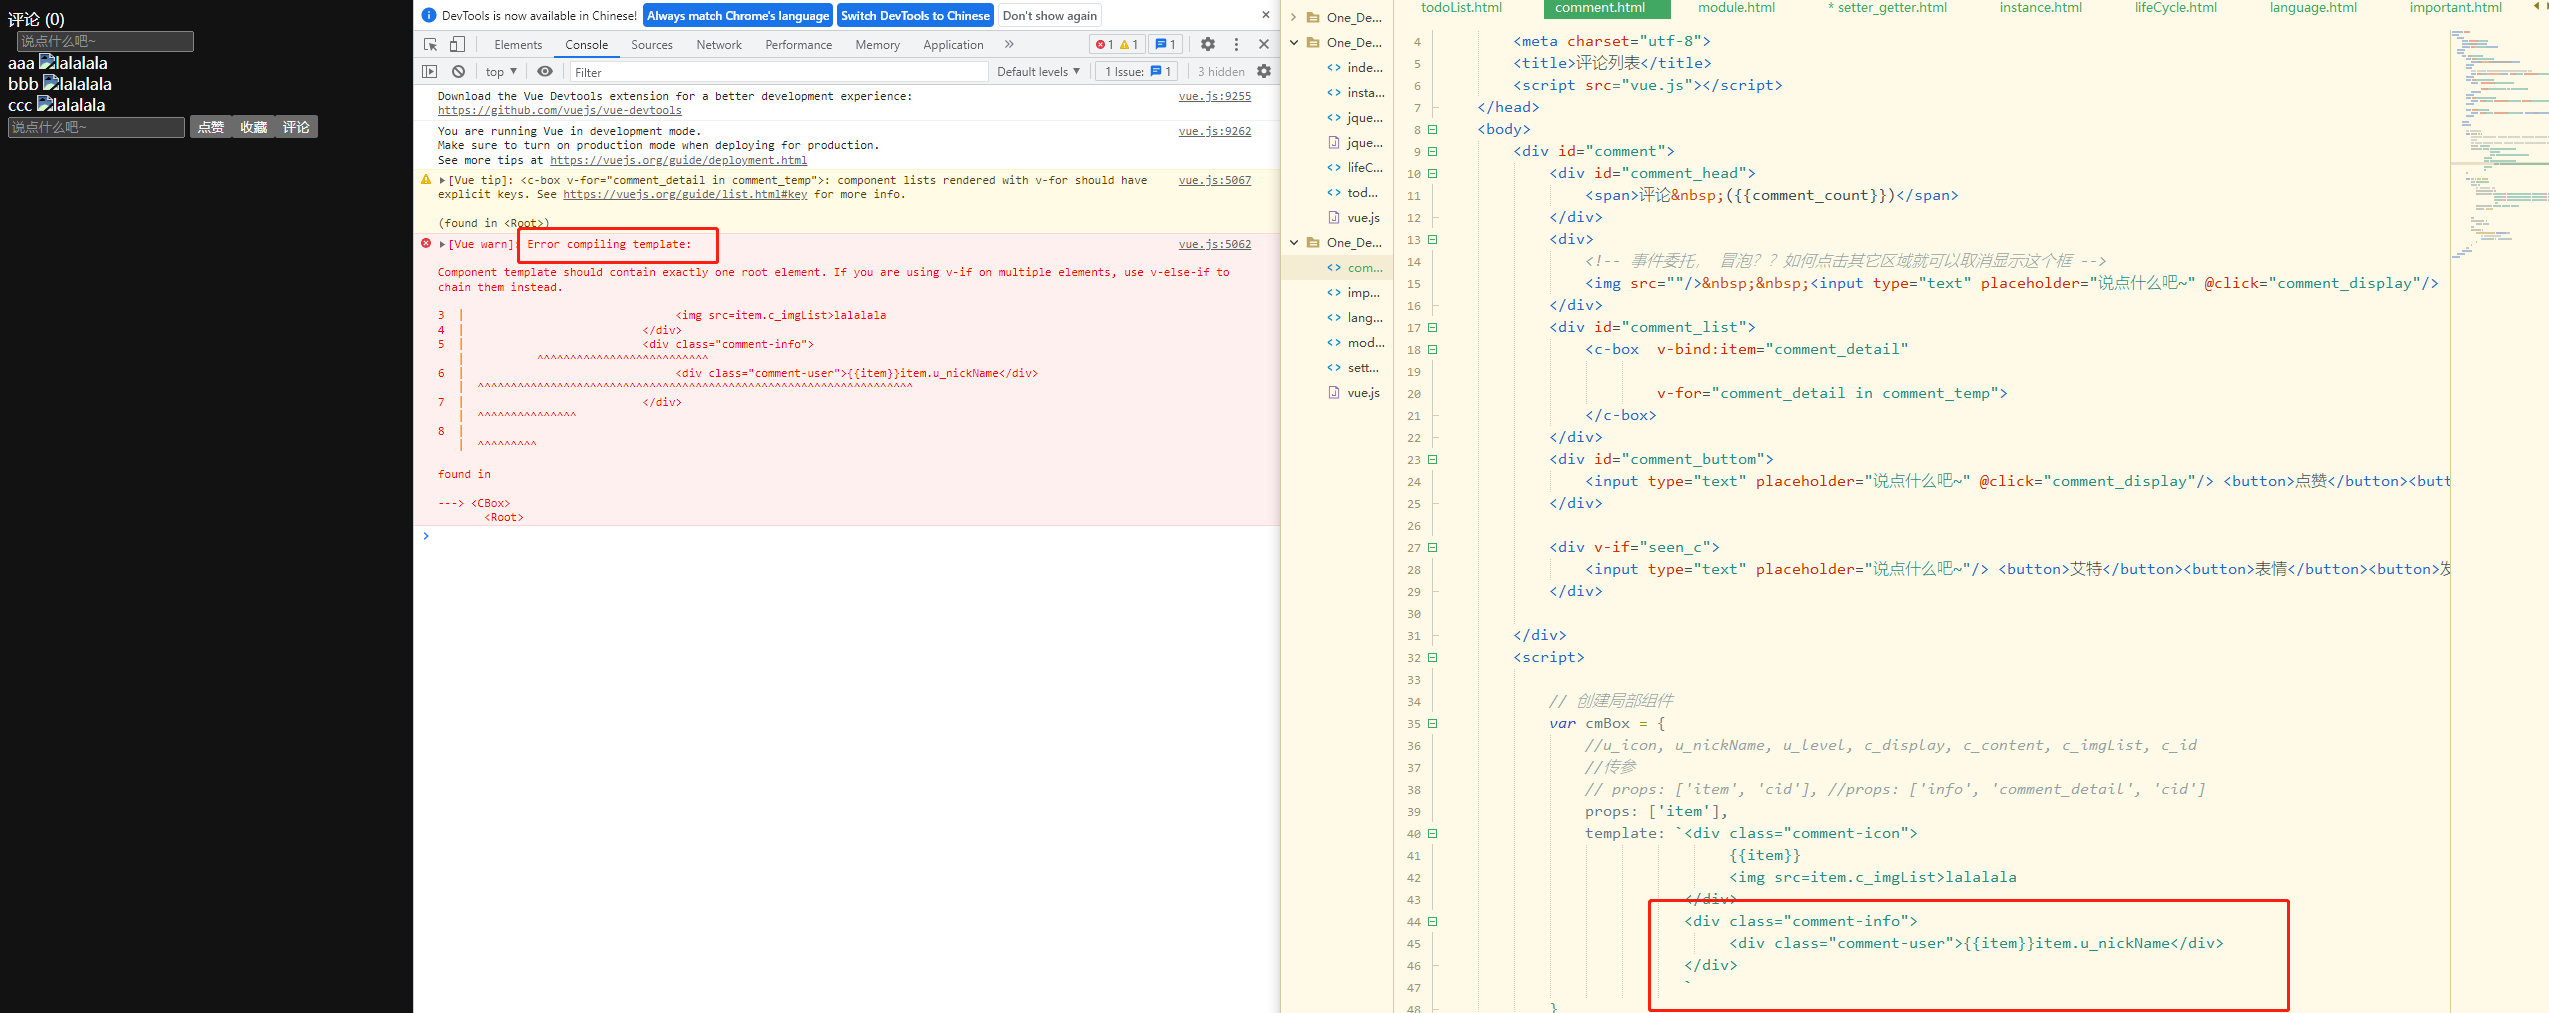 评论 (0)
说点什么吧~
aaa lalalala
bbb lalalala
ccc lalalala
说点什么吧~ 点赞 收藏 评论
DevTools is now available in Chinese! Always match Chrome's language Switch DevTools to Chinese Don't show again
Elements Console Sources Network Performance Memory Application » 1 1 1
top Filter Default levels 1 Issue: 1 3 hidden
Download the Vue Devtools extension for a better development experience: vue.js:9255
https://github.com/vuejs/vue-devtools
You are running Vue in development mode. vue.js:9262
Make sure to turn on production mode when deploying for production.
See more tips at https://vuejs.org/guide/deployment.html
[Vue tip]: <c-box v-for="comment_detail in comment_temp">: component lists rendered with v-for should have vue.js:5067
explicit keys. See https://vuejs.org/guide/list.html#key for more info.
(found in <Root>)
[Vue warn]: Error compiling template: vue.js:5062
Component template should contain exactly one root element. If you are using v-if on multiple elements, use v-else-if to
chain them instead.
3 | <img src=item.c_imgList>lalalala
4 | </div>
5 | <div class="comment-info">
| ^^^^^^^^^^^^^^^^^^^^^^^^^^
6 | <div class="comment-user">{{item}}item.u_nickName</div>
| ^^^^^^^^^^^^^^^^^^^^^^^^^^^^^^^^^^^^^^^^^^^^^^^^^^^^^^^^^^^^^^^^^^
7 | </div>
| ^^^^^^^^^^^^^^^
8 |
| ^^^^^^^^^
found in
---> <CBox>
<Root>
>
One_De...
One_De...
inde...
insta...
jque...
jque...
lifeC...
tod...
vue.js
One_De...
com...
imp...
lang...
mod...
sett...
vue.js
todoList.html comment.html module.html * setter_getter.html instance.html lifeCycle.html language.html important.html
4 <meta charset="utf-8">
5 <title>评论列表</title>
6 <script src="vue.js"></script>
7 </head>
8 <body>
9 <div id="comment">
10 <div id="comment_head">
11 <span>评论&nbsp;({{comment_count}})</span>
12 </div>
13 <div>
14 <!-- 事件委托， 冒泡？？如何点击其它区域就可以取消显示这个框 -->
15 <img src=""/>&nbsp;&nbsp;<input type="text" placeholder="说点什么吧~" @click="comment_display"/>
16 </div>
17 <div id="comment_list">
18 <c-box v-bind:item="comment_detail"
19
20 v-for="comment_detail in comment_temp">
21 </c-box>
22 </div>
23 <div id="comment_buttom">
24 <input type="text" placeholder="说点什么吧~" @click="comment_display"/> <button>点赞</button><butt
25 </div>
26
27 <div v-if="seen_c">
28 <input type="text" placeholder="说点什么吧~"/> <button>艾特</button><button>表情</button><button>发
29 </div>
30
31 </div>
32 <script>
33
34 // 创建局部组件
35 var cmBox = {
36 //u_icon, u_nickName, u_level, c_display, c_content, c_imgList, c_id
37 //传参
38 // props: ['item', 'cid'], //props: ['info', 'comment_detail', 'cid']
39 props: ['item'],
40 template: `<div class="comment-icon">
41 {{item}}
42 <img src=item.c_imgList>lalalala
43 </div>
44 <div class="comment-info">
45 <div class="comment-user">{{item}}item.u_nickName</div>
46 </div>
47 `
48 }